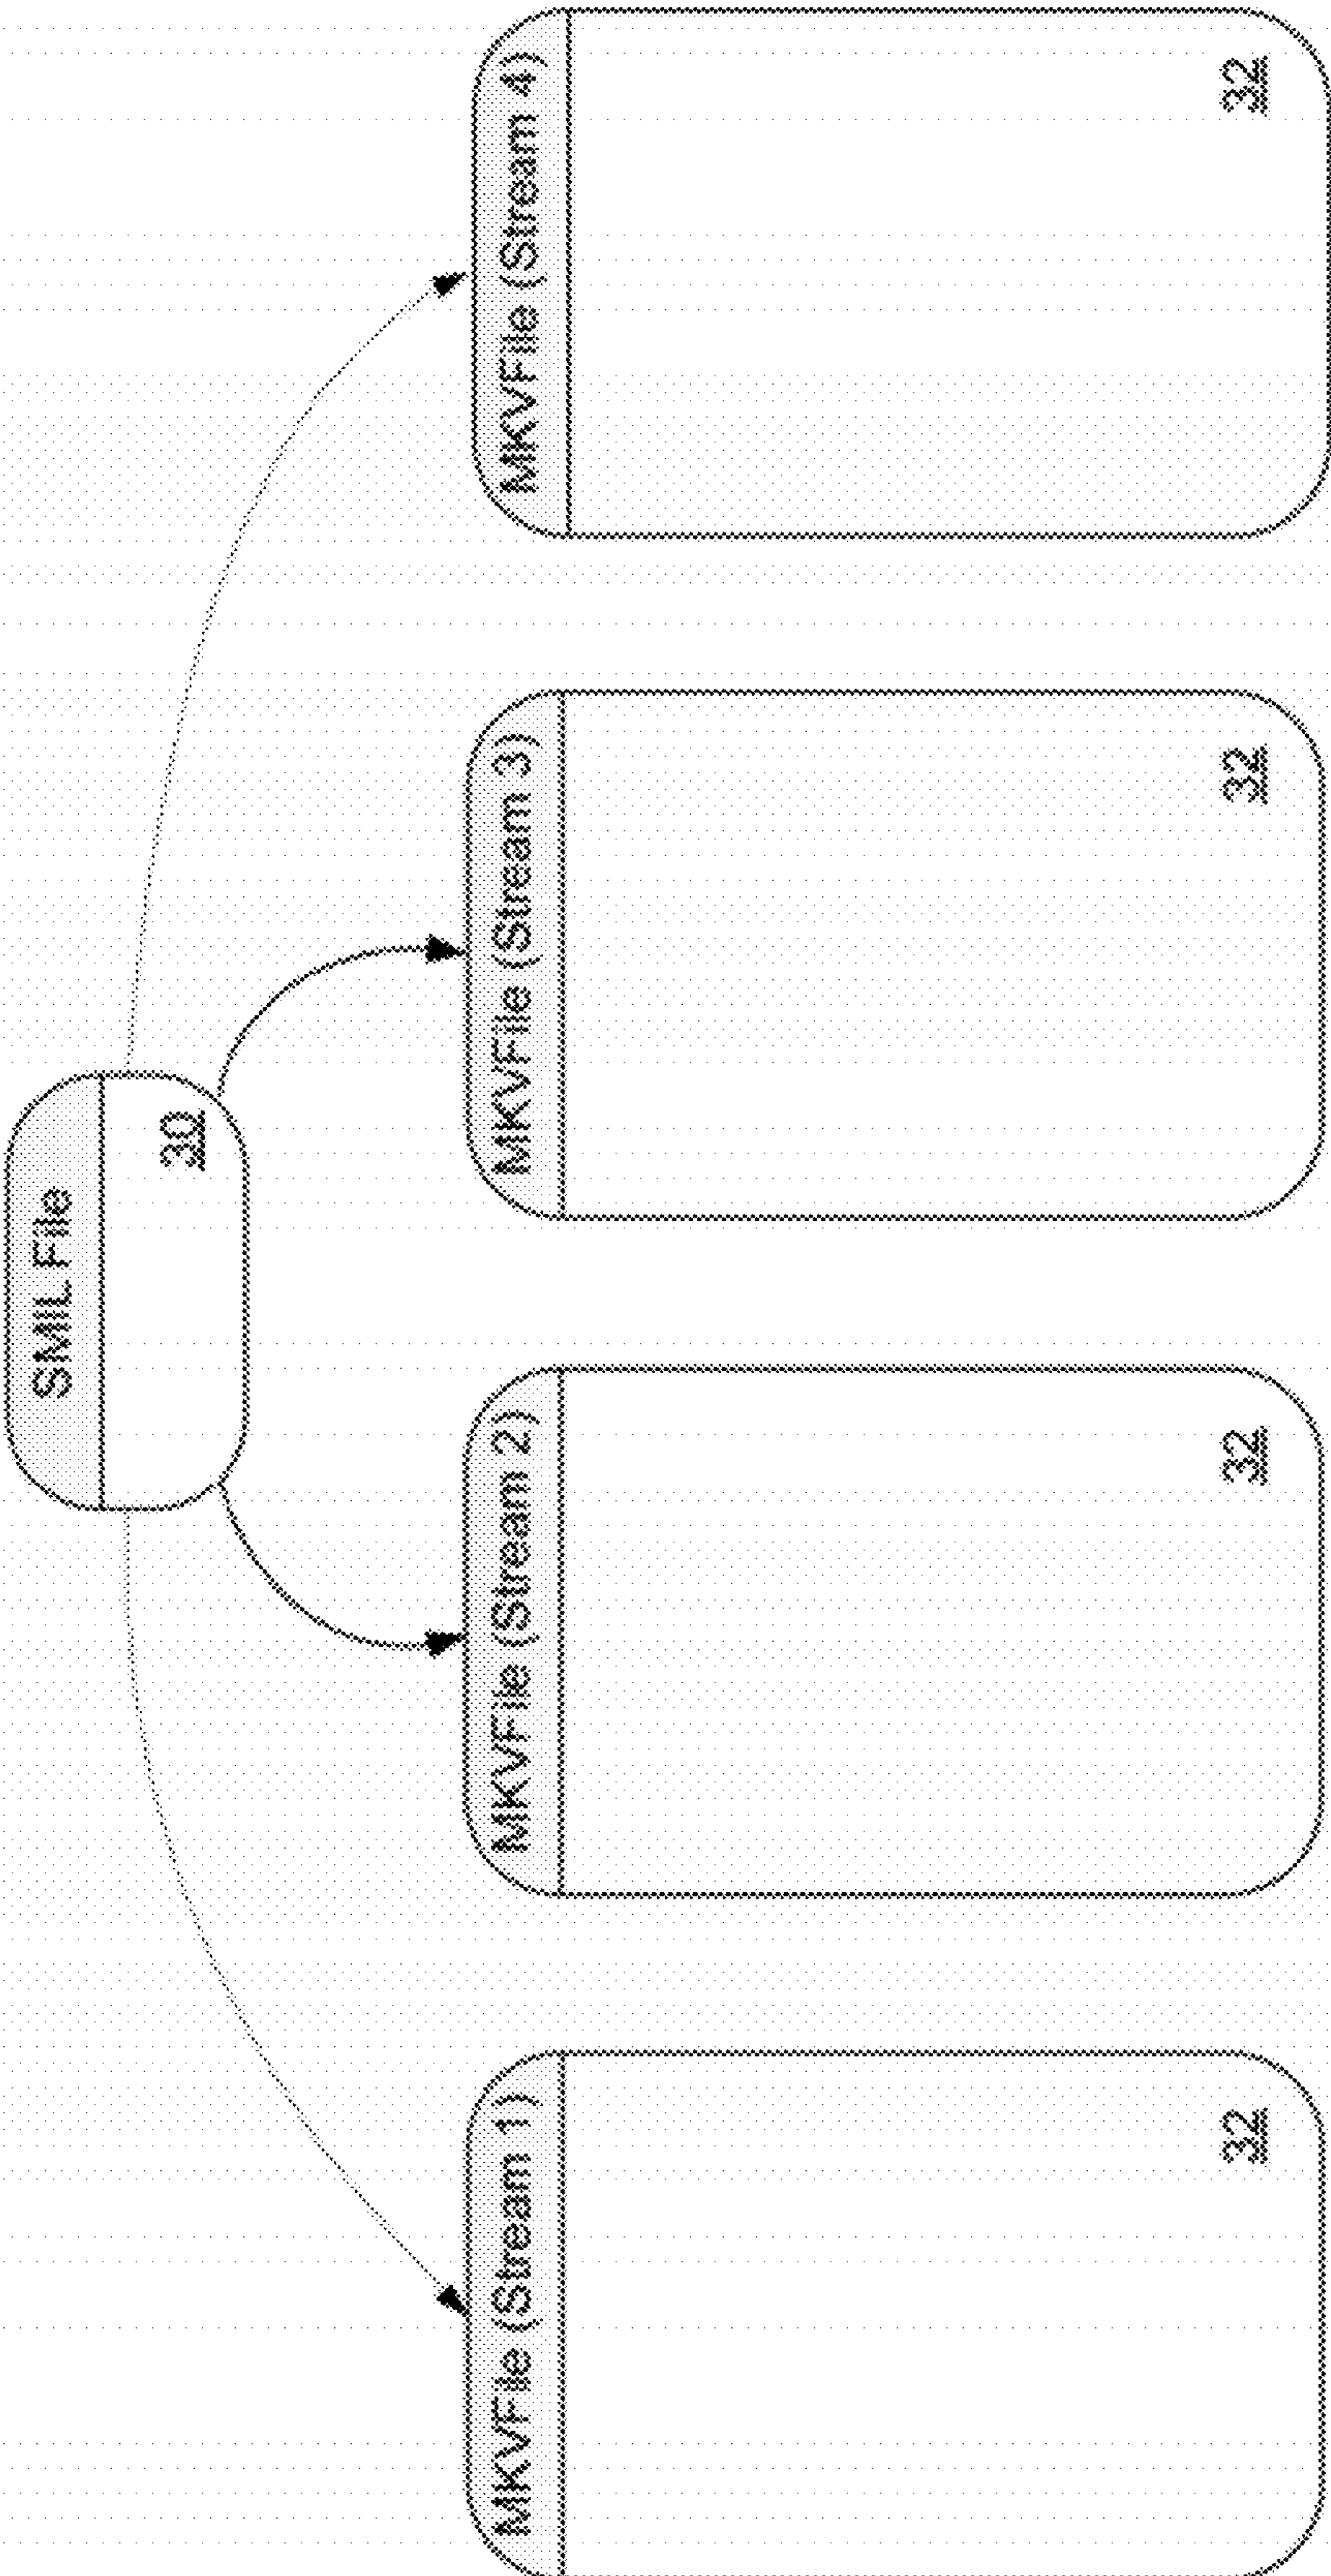 SMIL File
30
MKVFile (Stream 1)
32
MKVFile (Stream 2)
32
MKVFile (Stream 3)
32
MKVFile (Stream 4)
32